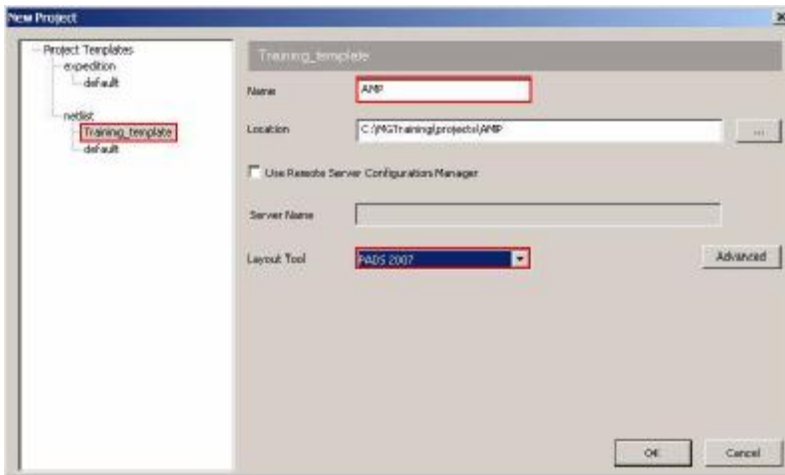 New Project
Project Templates
expedition
default
netlist
Training_template
default
Training_template
Name
AMP
Location
C:\MGTraining\projects\AMP
...
Use Remote Server Configuration Manager
Server Name
Layout Tool
PADS 2007
Advanced
OK
Cancel